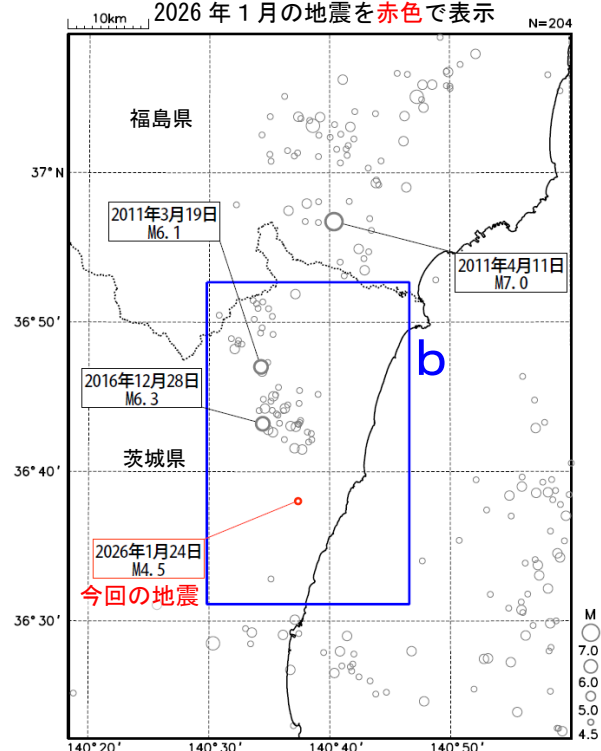 2026年1月の地震を赤色で表示
10km
N=204
福島県
37°N
2011年3月19日
M6.1
2011年4月11日
M7.0
36°50′
b
2016年12月28日
M6.3
茨城県
36°40′
2026年1月24日
M4.5
今回の地震
36°30′
M
7.0
6.0
5.0
4.5
140°20′
140°30′
140°40′
140°50′